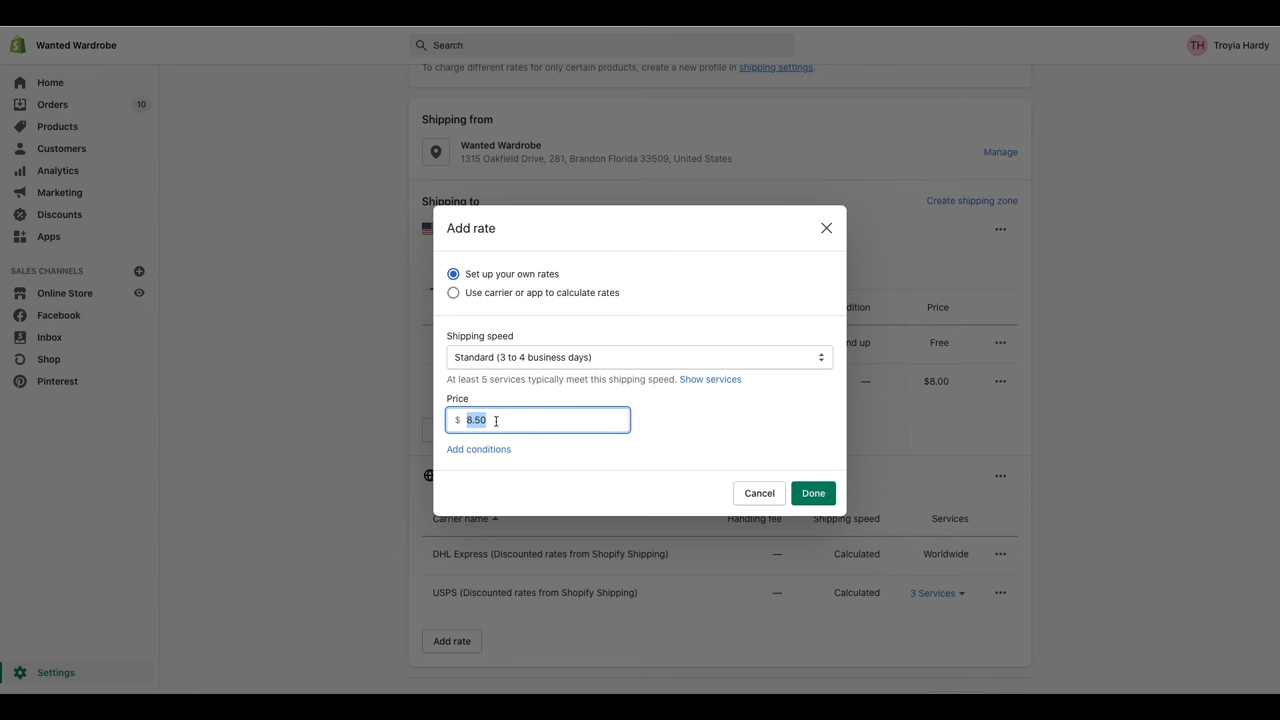 Wanted Wardrobe
Search
TH Troyia Hardy
Home
Orders 10
Products
Customers
Analytics
Marketing
Discounts
Apps
SALES CHANNELS
Online Store
Facebook
Inbox
Shop
Pinterest
Settings
To charge different rates for only certain products, create a new profile in shipping settings.
Shipping from
Wanted Wardrobe
1315 Oakfield Drive, 281, Brandon Florida 33509, United States
Manage
Shipping to
Create shipping zone
dition Price
nd up Free
— $8.00
Add rate
Set up your own rates
Use carrier or app to calculate rates
Shipping speed
Standard (3 to 4 business days)
At least 5 services typically meet this shipping speed. Show services
Price
$ 8.50
Add conditions
Cancel Done
Carrier name Handling fee Shipping speed Services
DHL Express (Discounted rates from Shopify Shipping) — Calculated Worldwide
USPS (Discounted rates from Shopify Shipping) — Calculated 3 Services
Add rate